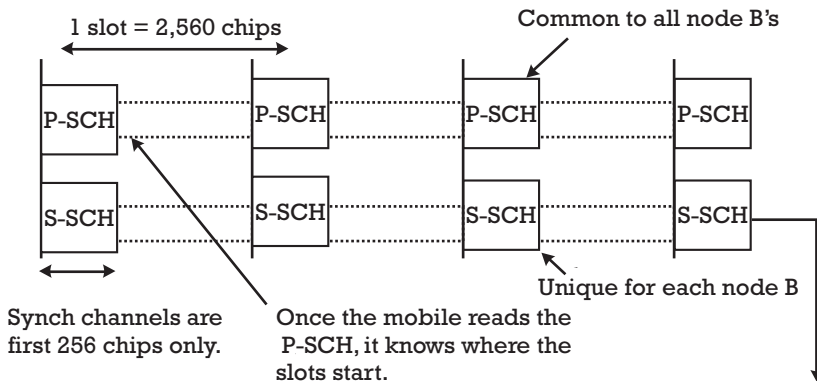 1 slot = 2,560 chips
Common to all node B's
P-SCH
P-SCH
P-SCH
P-SCH
S-SCH
S-SCH
S-SCH
S-SCH
Unique for each node B
Synch channels are
first 256 chips only.
Once the mobile reads the
P-SCH, it knows where the
slots start.